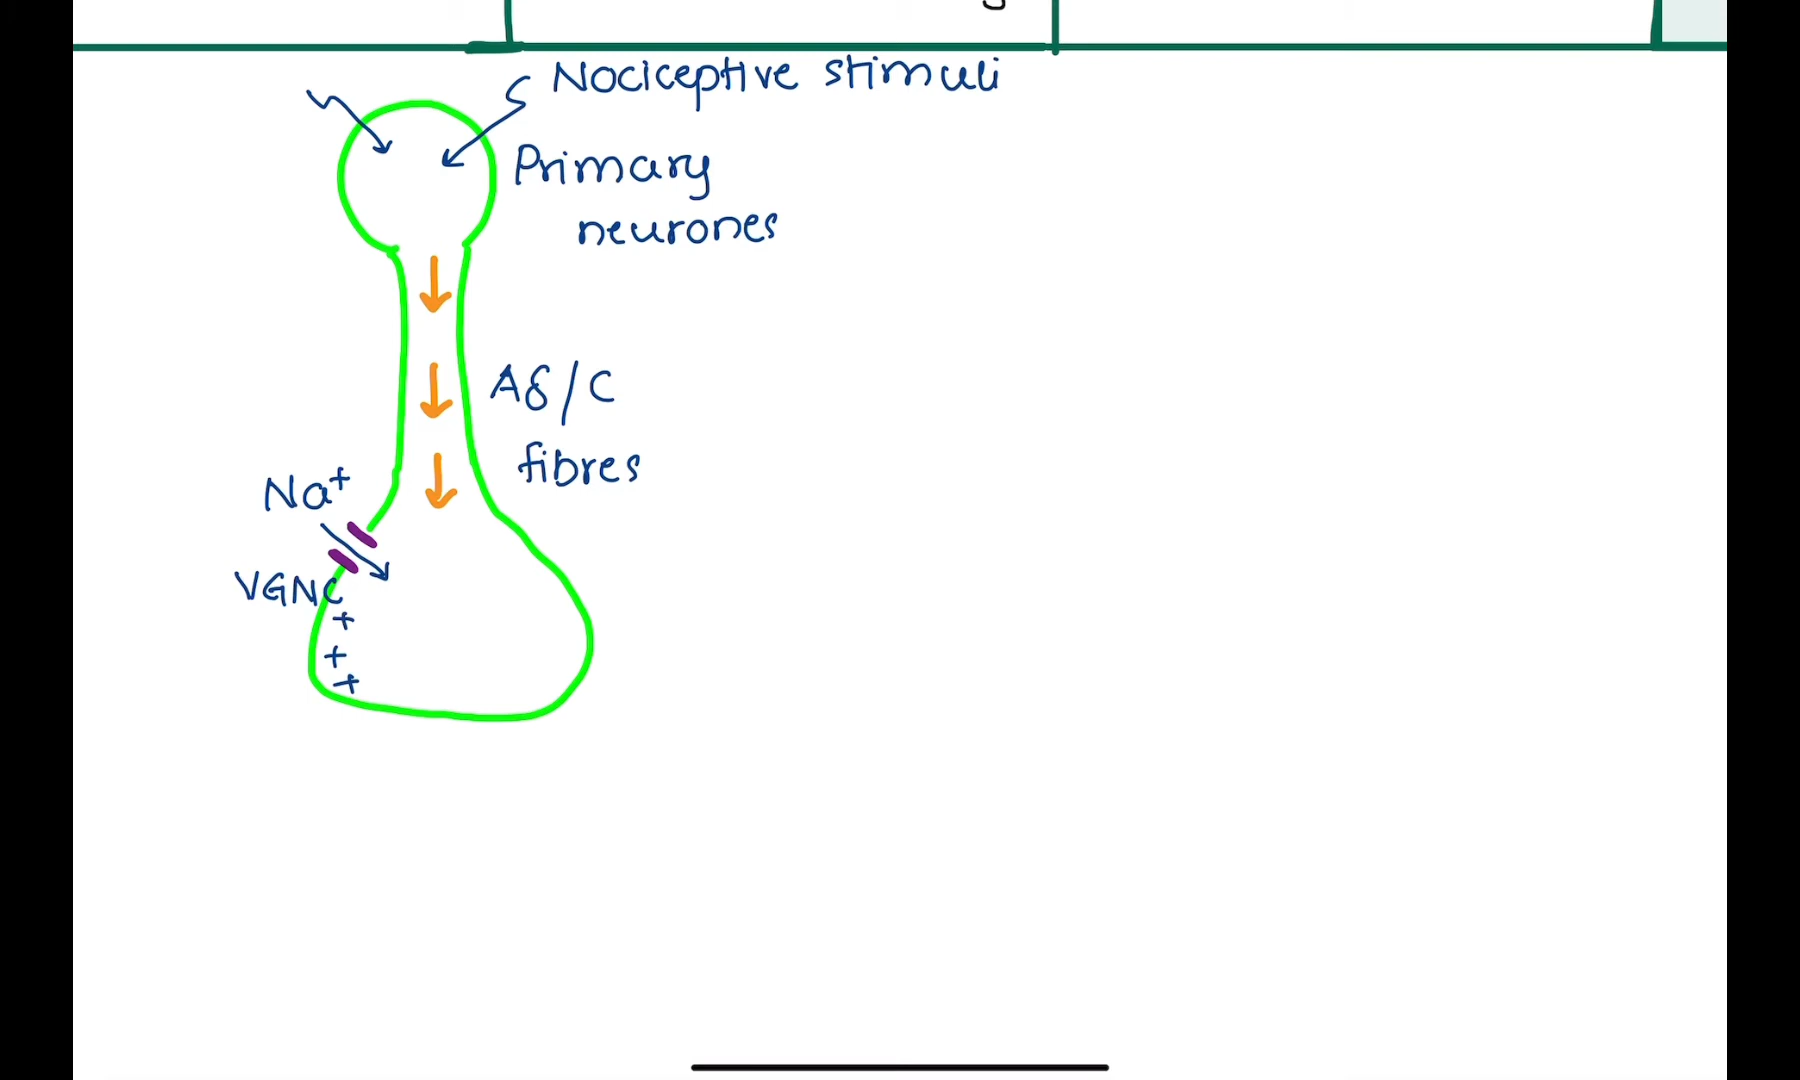 Nociceptive stimuli
Primary
neurones
Aδ/C
fibres
Na+
VGNC
+
+
+